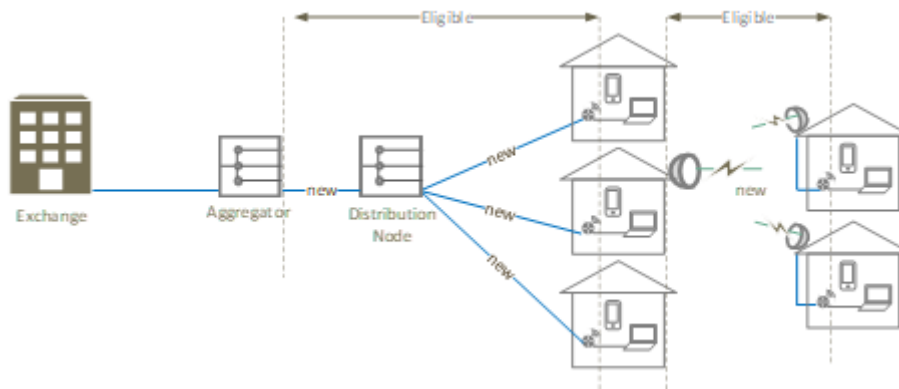 Eligible
Eligible
new
new
new
new
new
Exchange
Aggregator
Distribution
Node